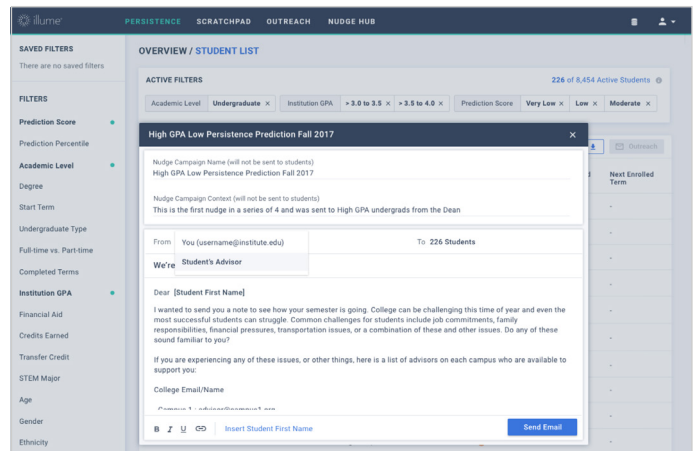 illume
PERSISTENCE SCRATCHPAD OUTREACH NUDGE HUB
SAVED FILTERS
There are no saved filters
FILTERS
Prediction Score
Prediction Percentile
Academic Level
Degree
Start Term
Undergraduate Type
Full-time vs. Part-time
Completed Terms
Institution GPA
Financial Aid
Credits Earned
Transfer Credit
STEM Major
Age
Gender
Ethnicity
OVERVIEW / STUDENT LIST
ACTIVE FILTERS
226 of 8,454 Active Students
Academic Level Undergraduate × Institution GPA > 3.0 to 3.5 × > 3.5 to 4.0 × Prediction Score Very Low × Low × Moderate ×
Outreach
Next Enrolled
Term
High GPA Low Persistence Prediction Fall 2017 ×
Nudge Campaign Name (will not be sent to students)
High GPA Low Persistence Prediction Fall 2017
Nudge Campaign Context (will not be sent to students)
This is the first nudge in a series of 4 and was sent to High GPA undergrads from the Dean
From You (username@institute.edu) To 226 Students
Student's Advisor
We're
Dear [Student First Name]
I wanted to send you a note to see how your semester is going. College can be challenging this time of year and even the
most successful students can struggle. Common challenges for students include job commitments, family
responsibilities, financial pressures, transportation issues, or a combination of these and other issues. Do any of these
sound familiar to you?
If you are experiencing any of these issues, or other things, here is a list of advisors on each campus who are available to
support you:
College Email/Name
Campus 1 : advisor@campus1.org
B I U Insert Student First Name Send Email